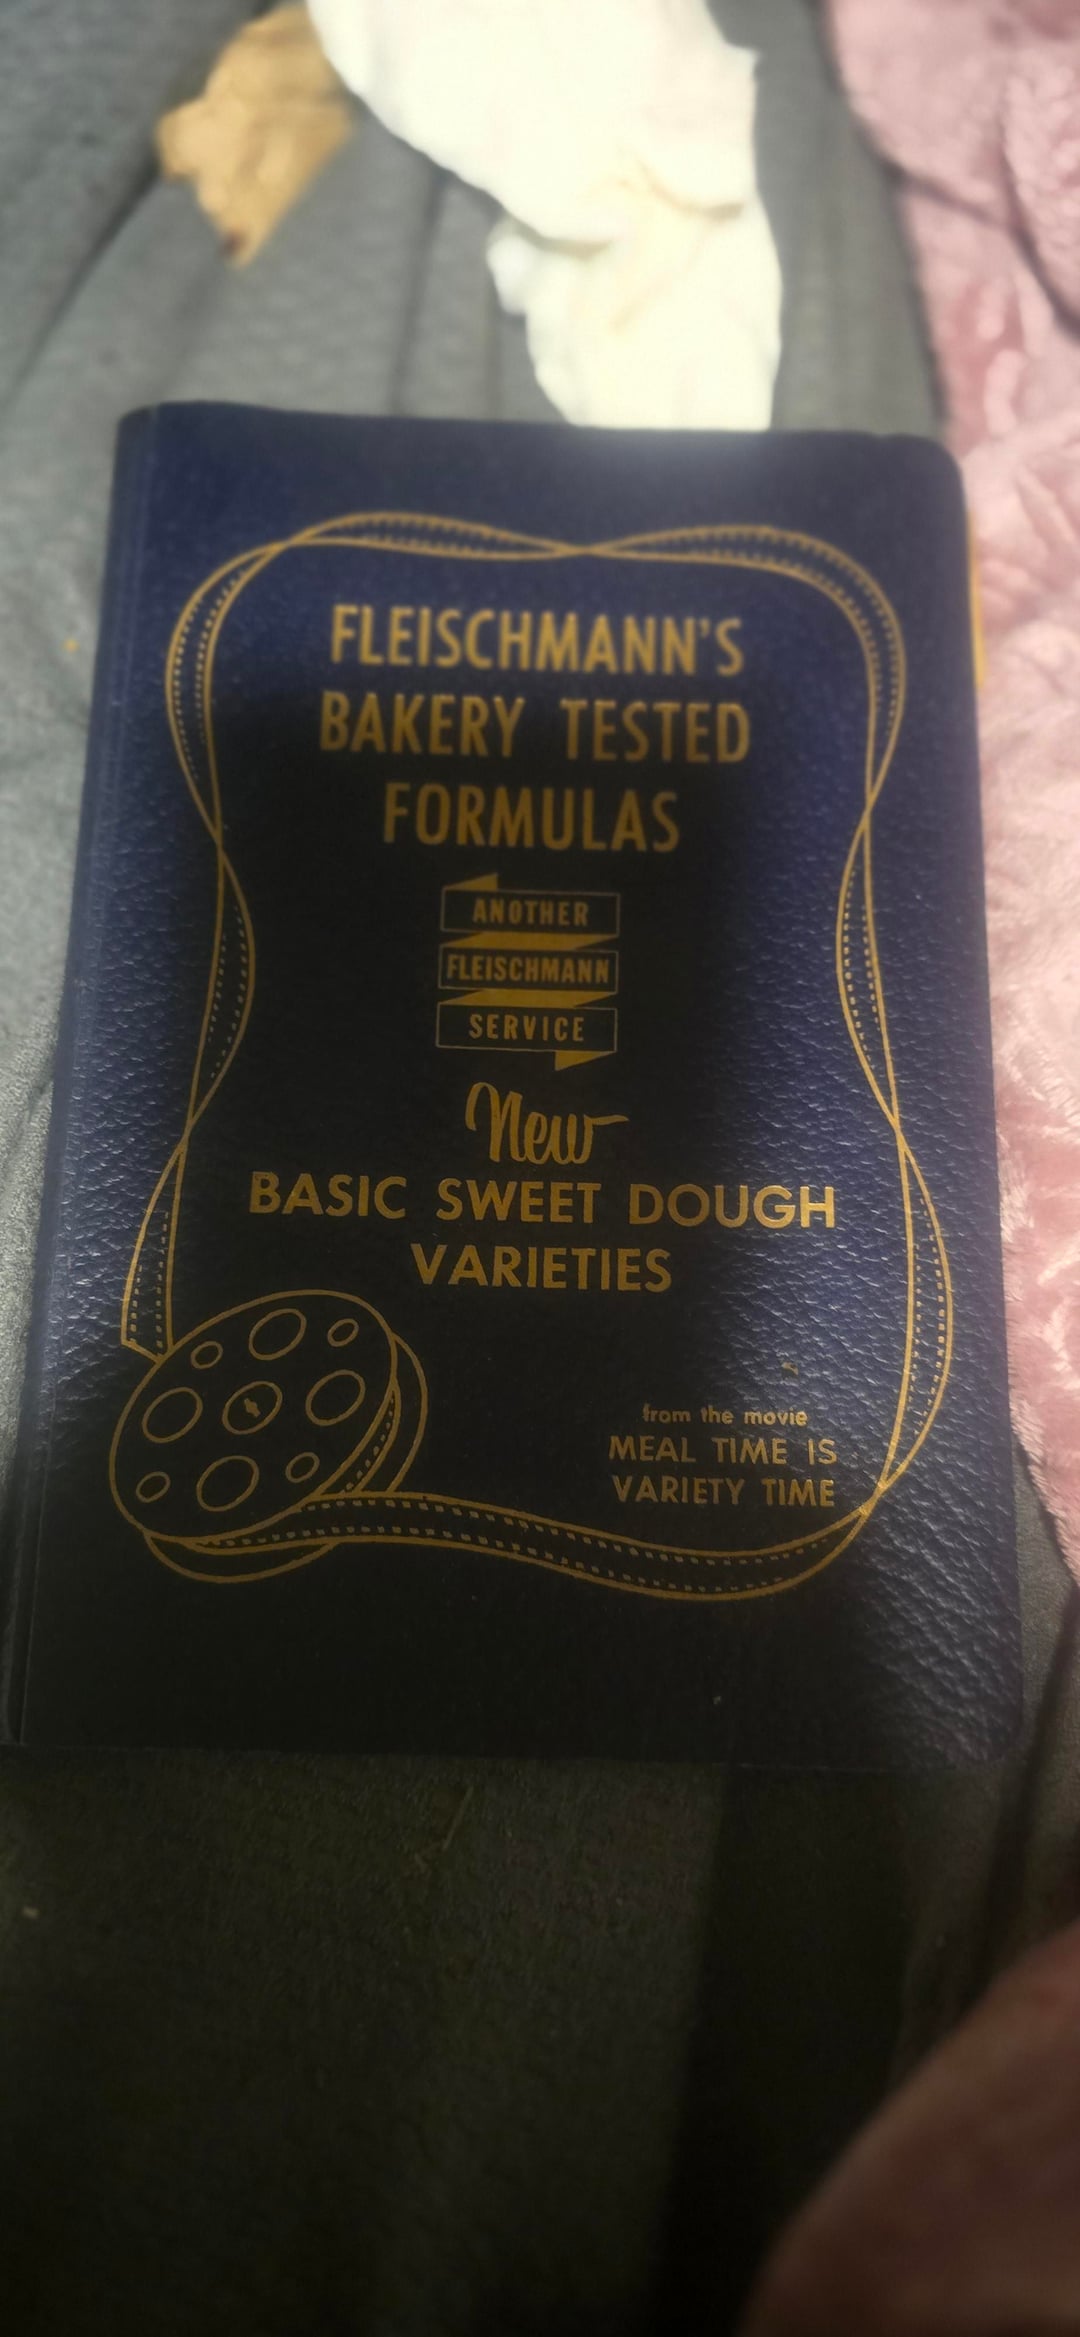 FLEISCHMANN'S
BAKERY TESTED
FORMULAS
ANOTHER
FLEISCHMANN
SERVICE
New
BASIC SWEET DOUGH
VARIETIES
from the movie
MEAL TIME IS
VARIETY TIME